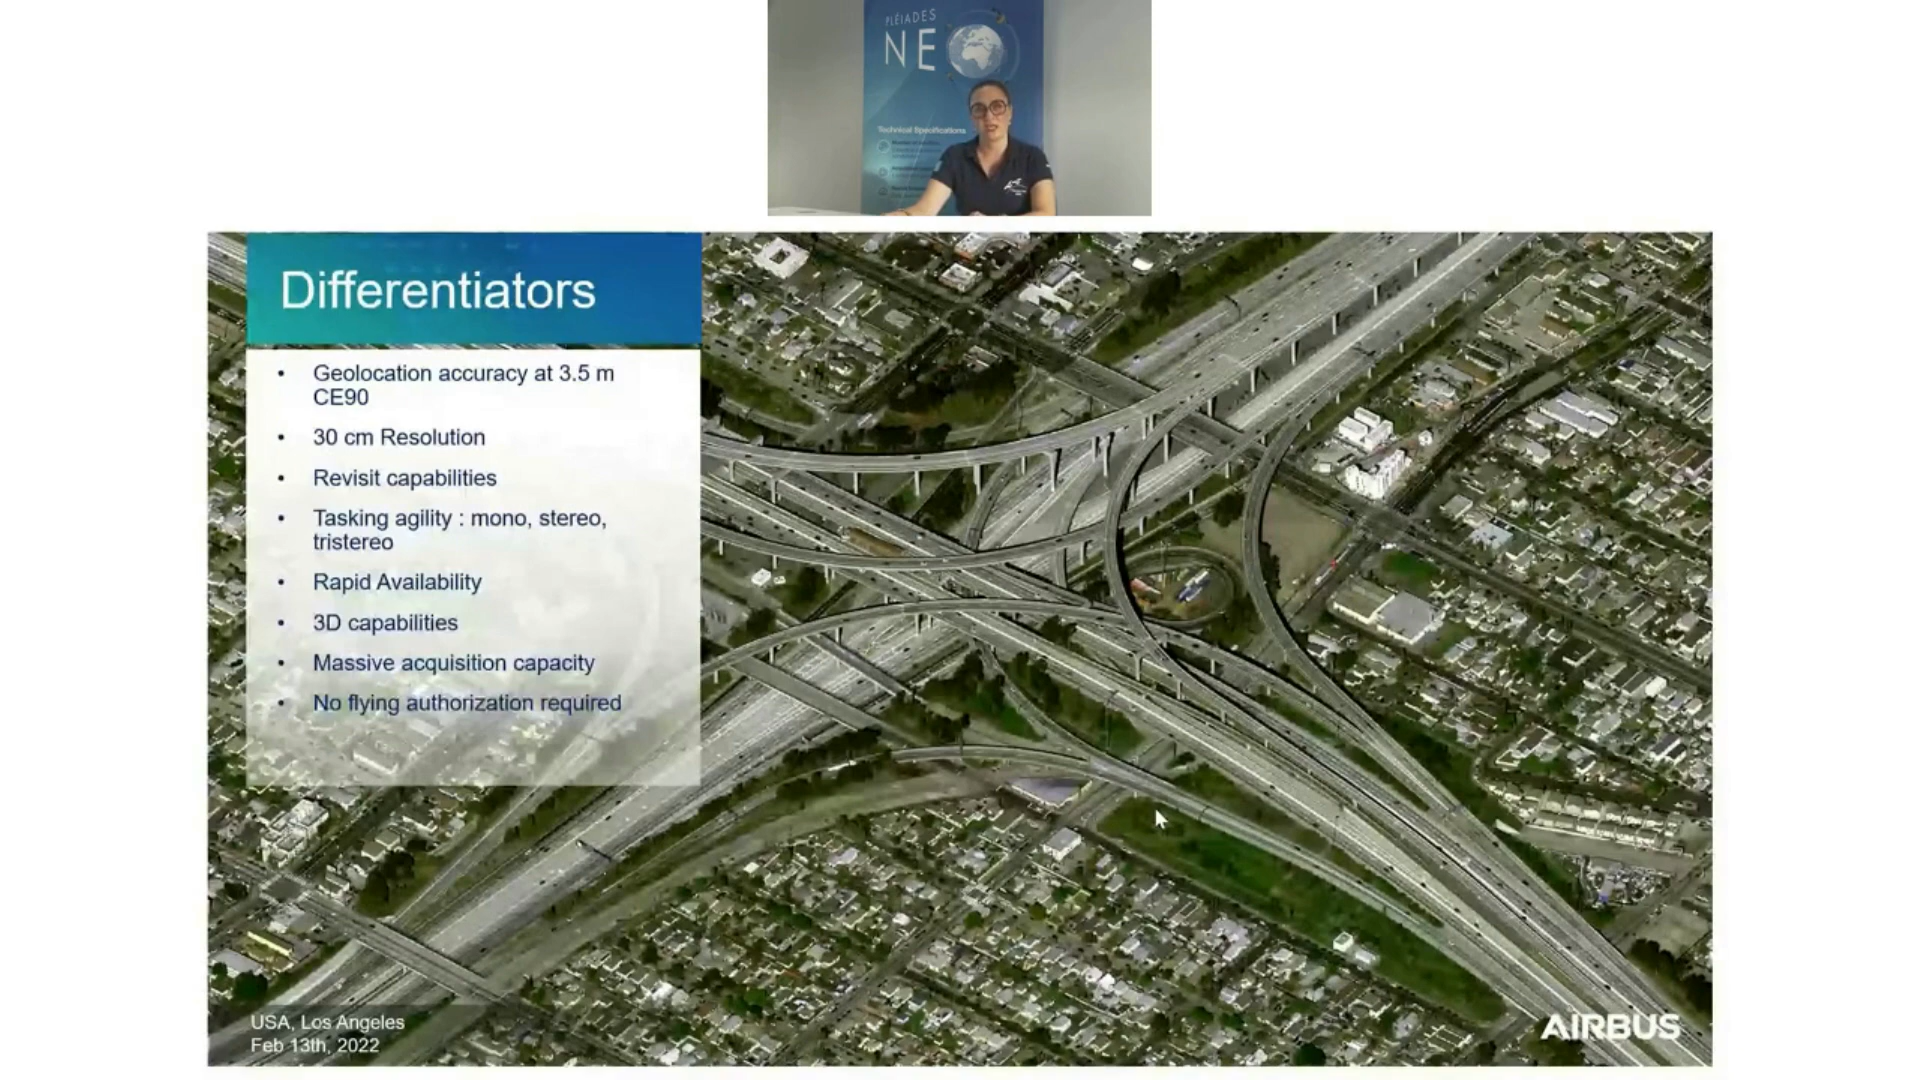 PLÉIADES
NEO
Technical Specifications
Differentiators
• Geolocation accuracy at 3.5 m
CE90
• 30 cm Resolution
• Revisit capabilities
• Tasking agility : mono, stereo,
tristereo
• Rapid Availability
• 3D capabilities
• Massive acquisition capacity
• No flying authorization required
USA, Los Angeles
Feb 13th, 2022
AIRBUS